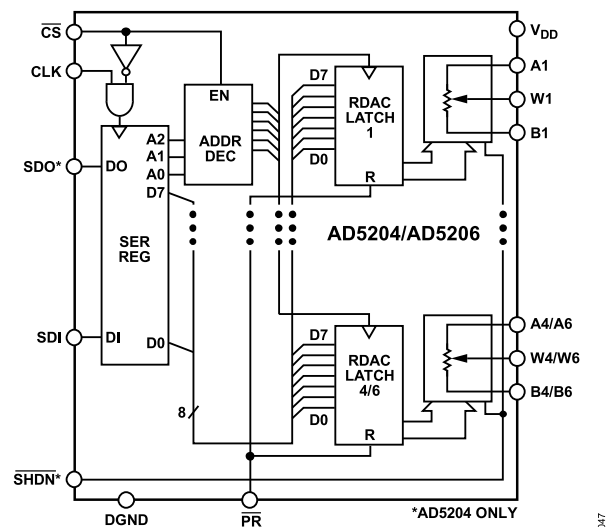 CS
CLK
SDO*
SDI
SHDN*
DGND
PR
EN
ADDR
DEC
A2
A1
A0
D7
DO
SER
REG
DI
D0
8
D7
RDAC
LATCH
1
D0
R
AD5204/AD5206
D7
RDAC
LATCH
4/6
D0
R
VDD
A1
W1
B1
A4/A6
W4/W6
B4/B6
*AD5204 ONLY
047